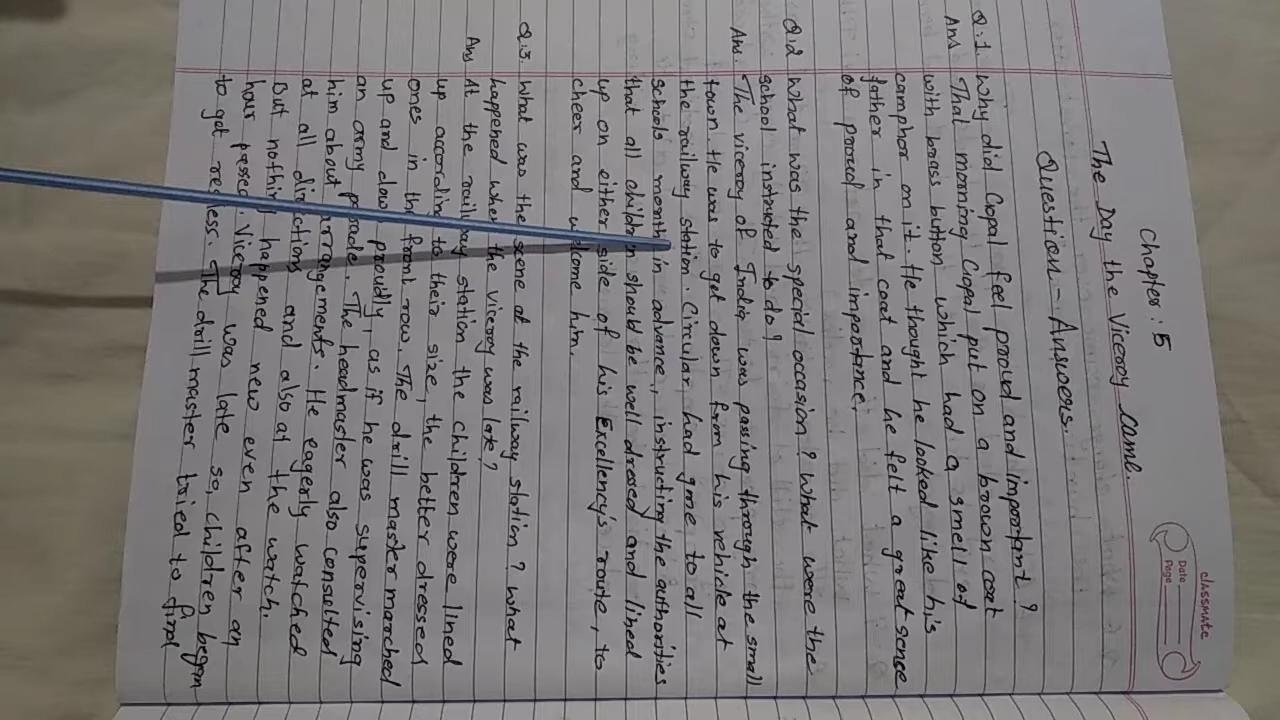 classmate
Date
Page
Chapter : 5
The Day the Viceroy came.
Question - Answers.
Q.1. Why did Gopal feel proud and important ?
Ans That morning Gopal put on a brown coat
with brass button which had a smell of
camphor on it. He thought he looked like his
father in that coat and he felt a great sense
of proud and importance.
Q.2 What was the special occasion ? What were the
school instructed to do ?
Ans. The viceroy of India was passing through the small
town. He was to get down from his vehicle at
the railway station. Circular had gone to all
schools month in advance, instructing the authorities
that all children should be well dressed and lined
up on either side of his Excellency's route, to
cheer and welcome him.
Q.3. What was the scene at the railway station ? What
happened when the viceroy was late ?
Ans At the railway station the children were lined
up according to their size, the better dressed
ones in the front row. The drill master marched
up and down proudly, as if he was supervising
an army parade. The headmaster also consulted
him about arrangements. He eagerly watched
at all directions and also at the watch.
But nothing happened new even after an
hour passed. Viceroy was late so, children began
to get restless. The drill master tried to find